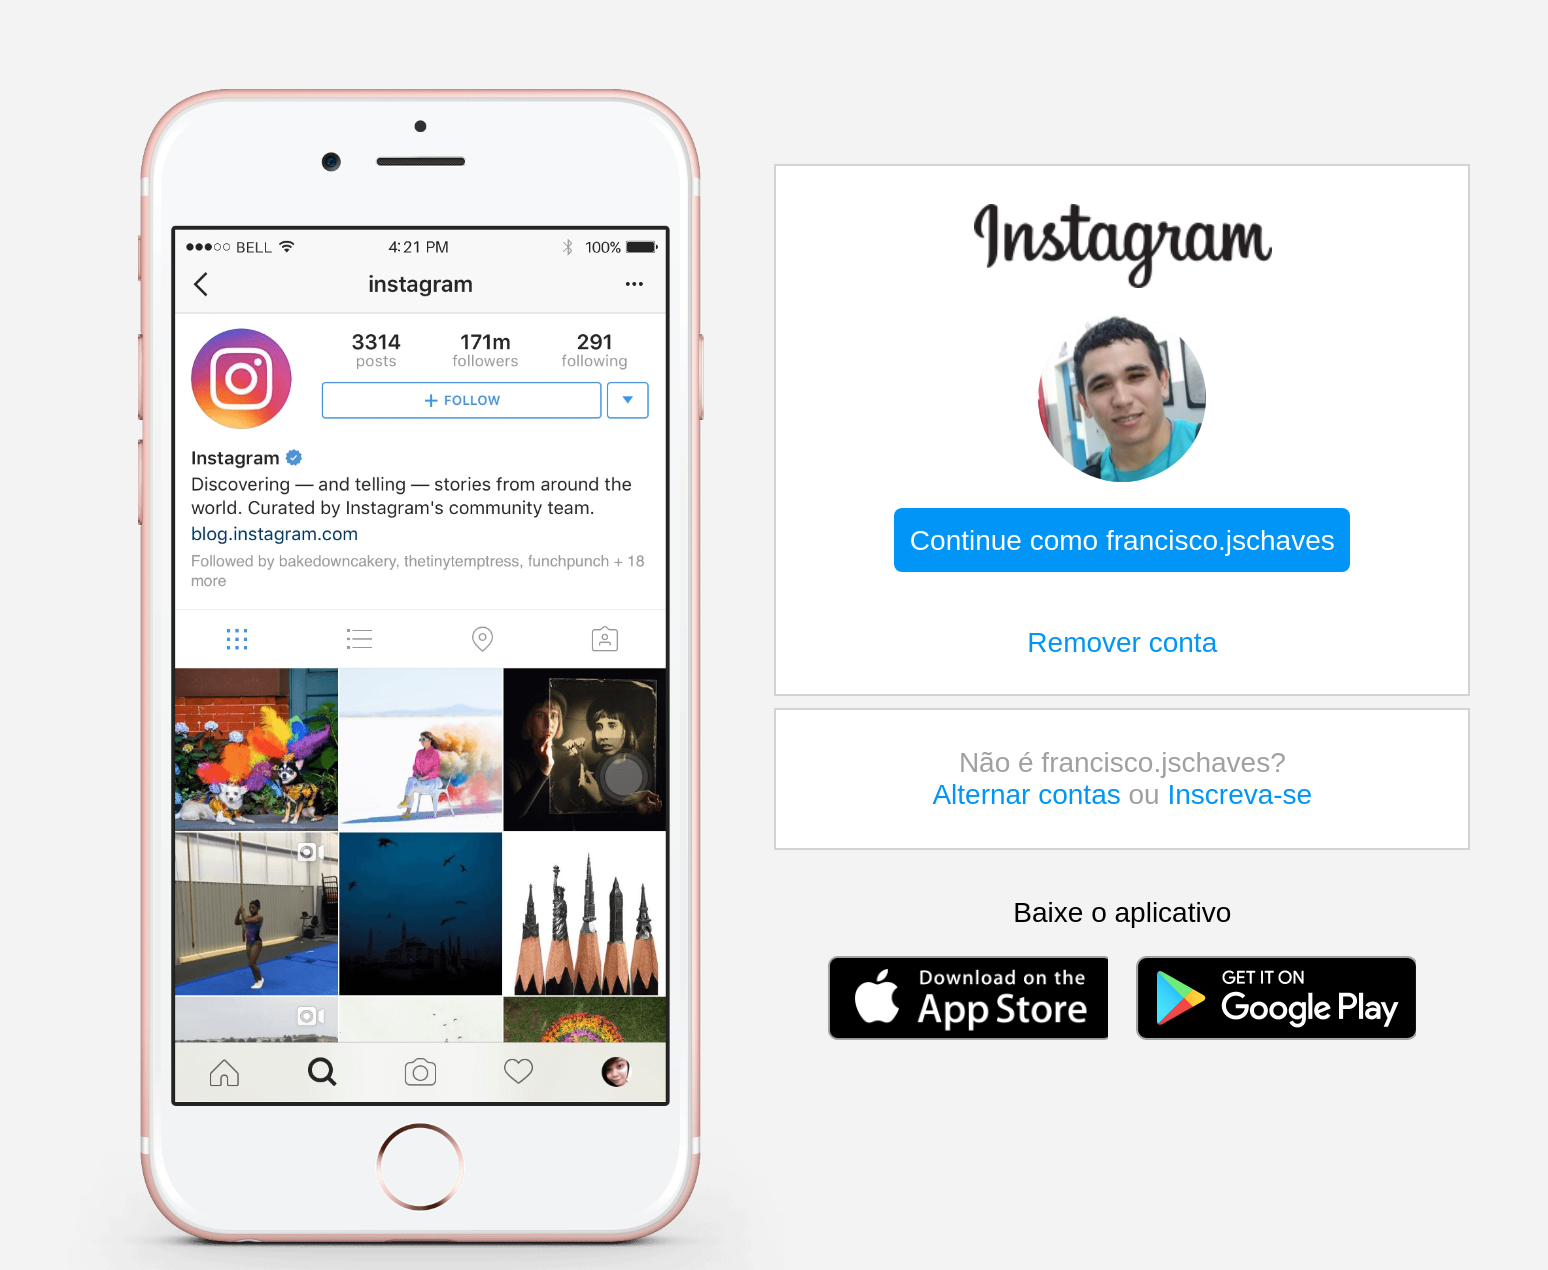 BELL
4:21 PM
100%
instagram
3314
171m
291
posts
followers
following
+ FOLLOW
Instagram
Discovering — and telling — stories from around the
world. Curated by Instagram's community team.
blog.instagram.com
Followed by bakedowncakery, thetinytemptress, funchpunch + 18
more
Instagram
Continue como francisco.jschaves
Remover conta
Não é francisco.jschaves?
Alternar contas ou Inscreva-se
Baixe o aplicativo
Download on the
App Store
GET IT ON
Google Play